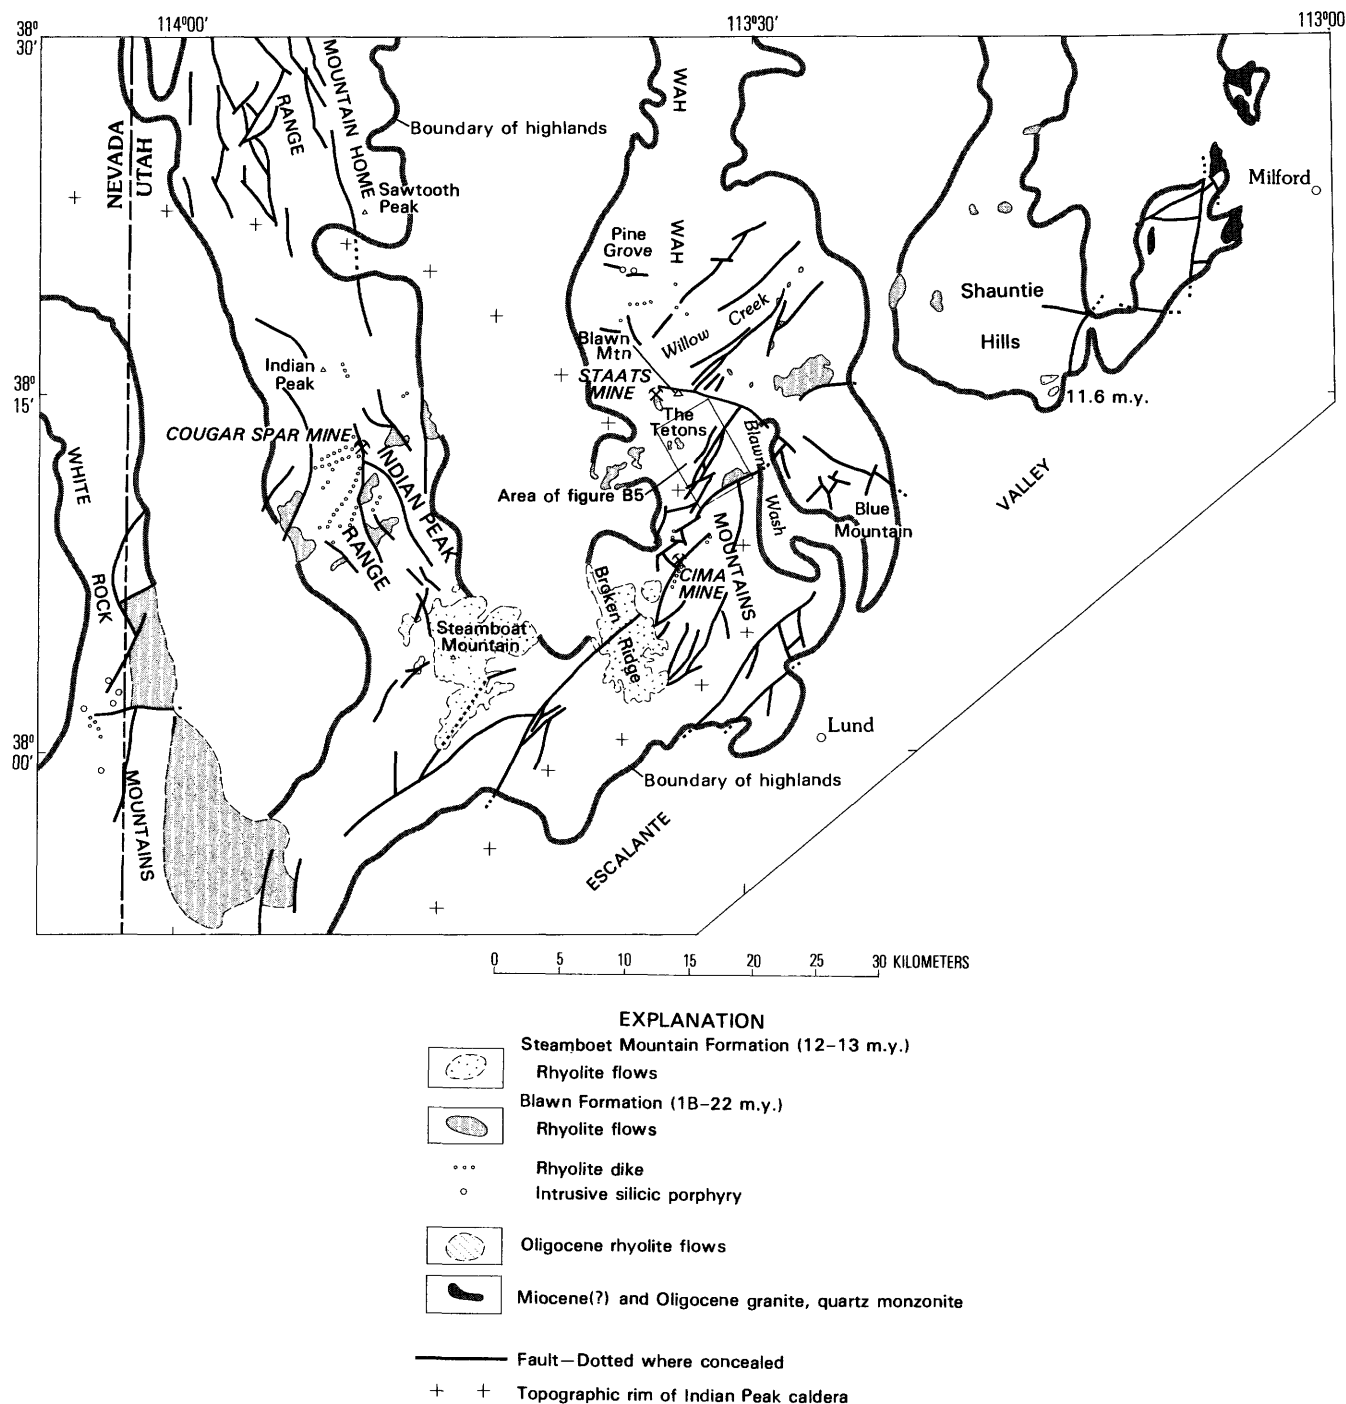 114°00'
113°30'
113°00'
38°
30'
NEVADA
UTAH
MOUNTAIN HOME
RANGE
Boundary of highlands
Sawtooth
Peak
WAH
WAH
MOUNTAINS
Pine
Grove
Milford
Shauntie
Hills
Willow Creek
Blawn
Mtn
STAATS
MINE
Indian
Peak
38°
15'
11.6 m.y.
The
Tetons
COUGAR SPAR MINE
INDIAN PEAK
RANGE
Blawn
Wash
WHITE
ROCK
MOUNTAINS
Area of figure B5
VALLEY
Blue
Mountain
CIMA
MINE
Broken
Ridge
Steamboat
Mountain
Lund
38°
00'
Boundary of highlands
ESCALANTE
0 5 10 15 20 25 30 KILOMETERS
EXPLANATION
Steamboet Mountain Formation (12–13 m.y.)
Rhyolite flows
Blawn Formation (1B–22 m.y.)
Rhyolite flows
Rhyolite dike
Intrusive silicic porphyry
Oligocene rhyolite flows
Miocene(?) and Oligocene granite, quartz monzonite
Fault—Dotted where concealed
Topographic rim of Indian Peak caldera